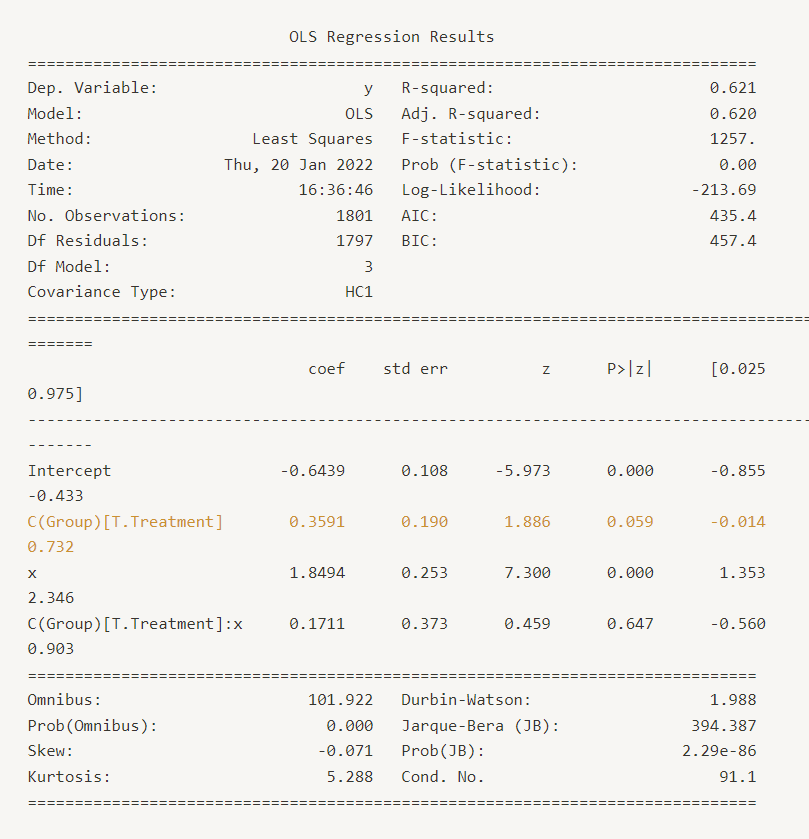 OLS Regression Results
==============================================================================
Dep. Variable:                      y   R-squared:                       0.621
Model:                            OLS   Adj. R-squared:                  0.620
Method:                 Least Squares   F-statistic:                     1257.
Date:                Thu, 20 Jan 2022   Prob (F-statistic):               0.00
Time:                        16:36:46   Log-Likelihood:                -213.69
No. Observations:                1801   AIC:                             435.4
Df Residuals:                    1797   BIC:                             457.4
Df Model:                           3
Covariance Type:                  HC1
====================================================================================
=======
                              coef    std err          z      P>|z|      [0.025
0.975]
------------------------------------------------------------------------------------
-------
Intercept                  -0.6439      0.108     -5.973      0.000      -0.855
-0.433
C(Group)[T.Treatment]       0.3591      0.190      1.886      0.059      -0.014
0.732
x                           1.8494      0.253      7.300      0.000       1.353
2.346
C(Group)[T.Treatment]:x     0.1711      0.373      0.459      0.647      -0.560
0.903
==============================================================================
Omnibus:                      101.922   Durbin-Watson:                   1.988
Prob(Omnibus):                  0.000   Jarque-Bera (JB):              394.387
Skew:                          -0.071   Prob(JB):                     2.29e-86
Kurtosis:                       5.288   Cond. No.                         91.1
==============================================================================